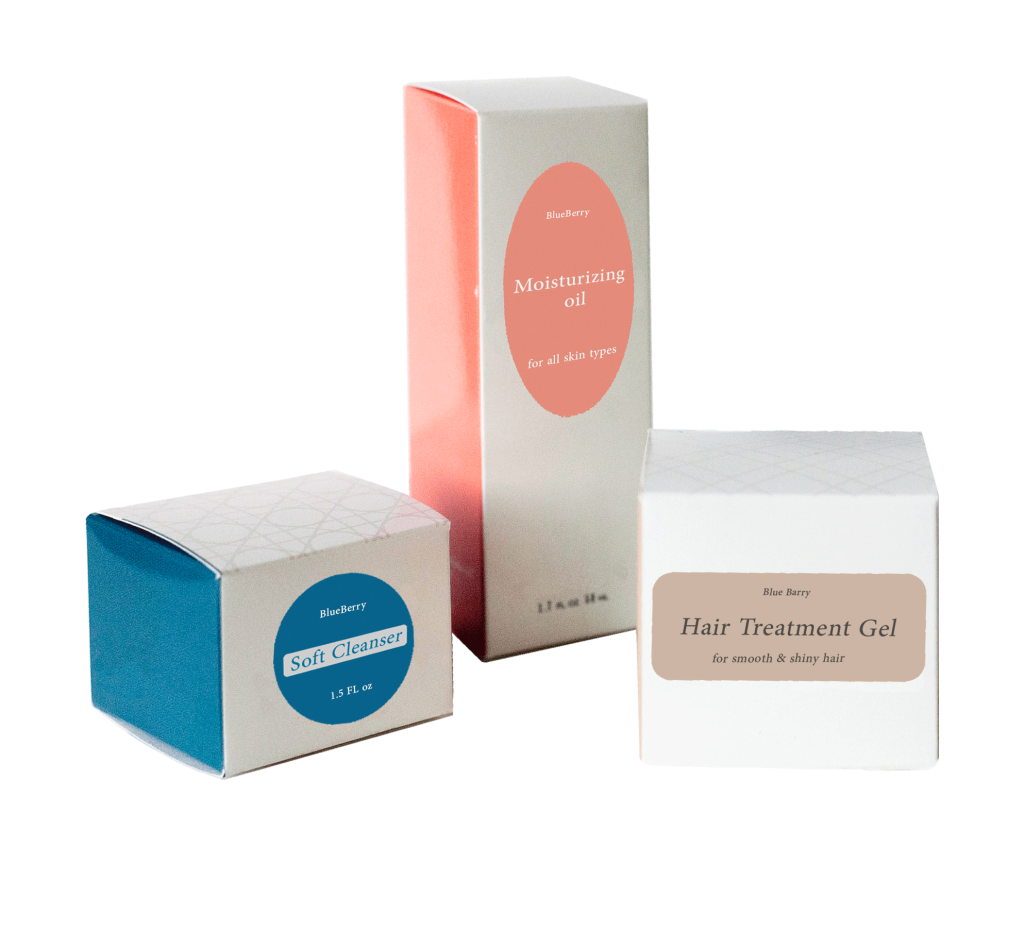 BlueBerry
Moisturizing
oil
for all skin types
BlueBerry
Soft Cleanser
1.5 FL oz
Blue Barry
Hair Treatment Gel
for smooth & shiny hair